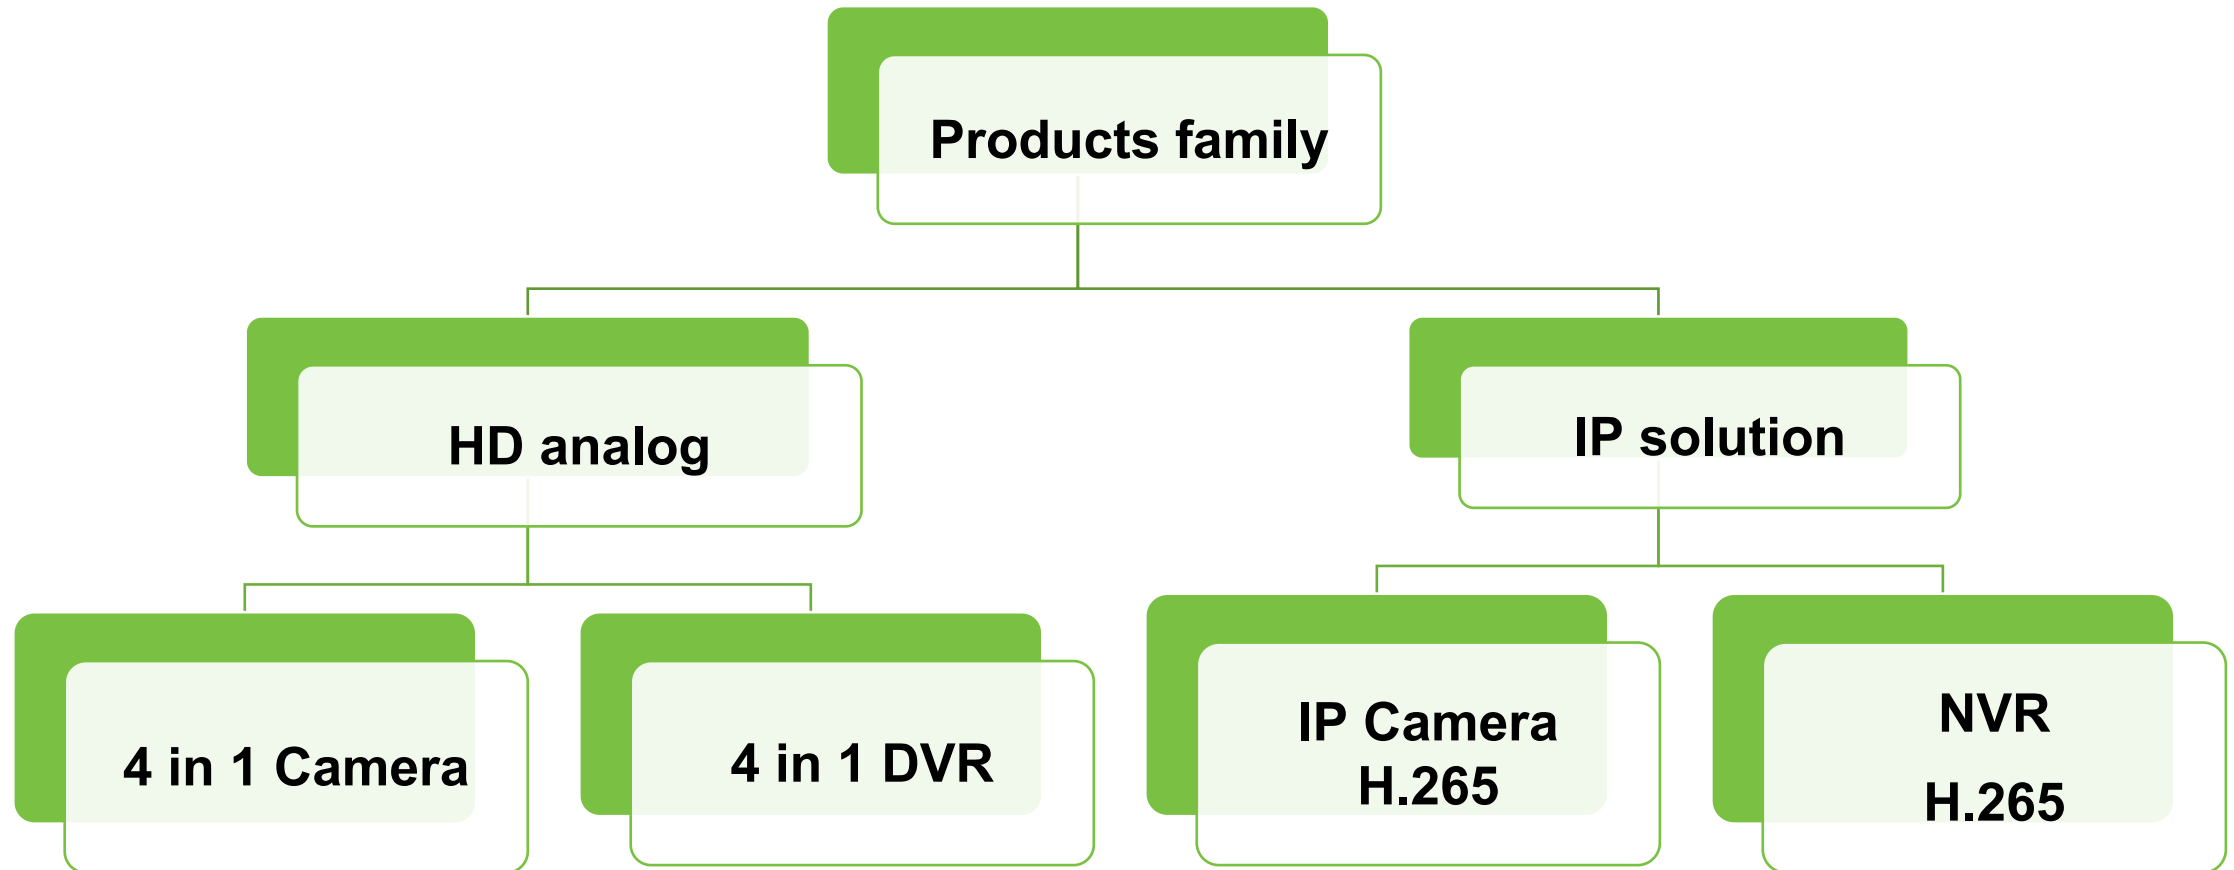 Products family
HD analog
IP solution
4 in 1 Camera
4 in 1 DVR
IP Camera
H.265
NVR
H.265